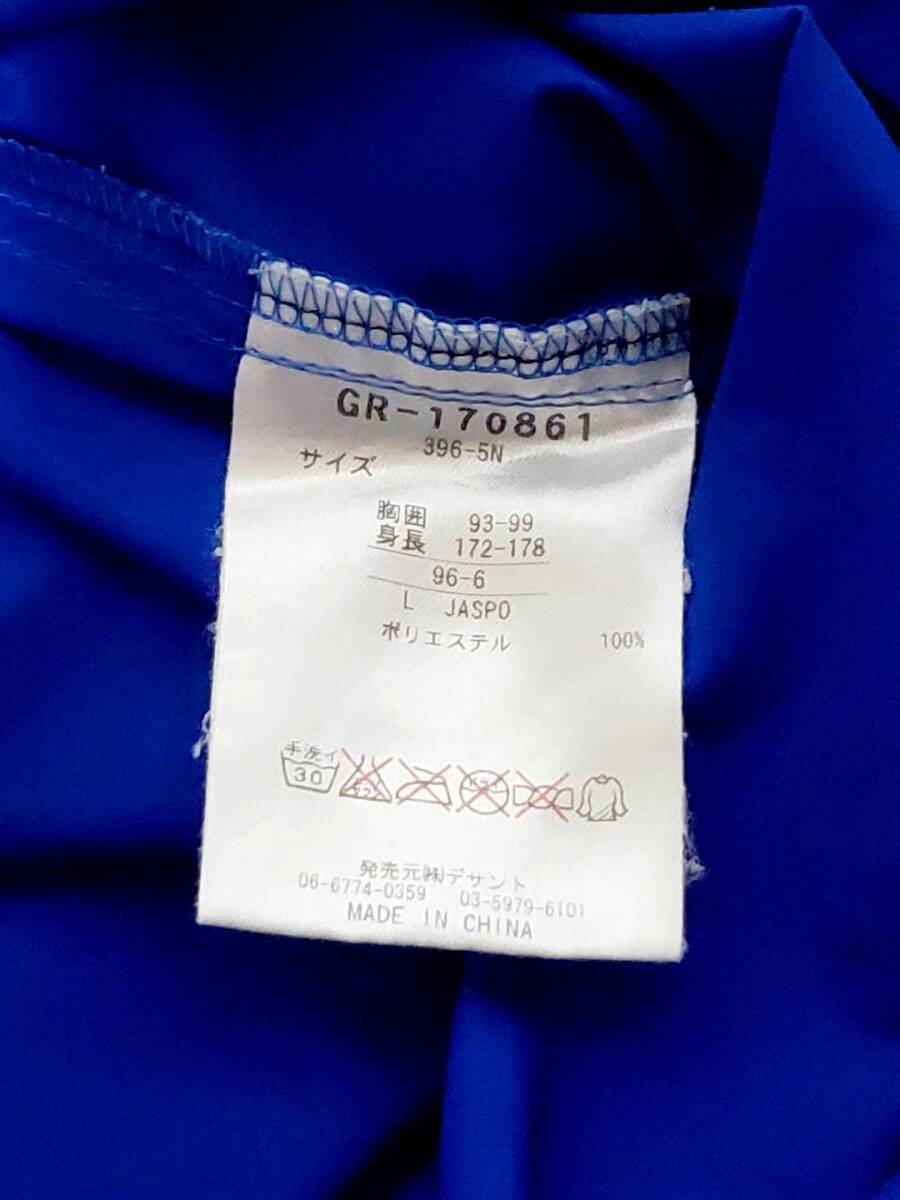 GR-170861
396-5N
サイズ
胸囲 93-99
身長 172-178
96-6
L JASPO
ポリエステル 100%
手洗イ
30
発売元㈱デサント
06-6774-0359 03-5979-6101
MADE IN CHINA